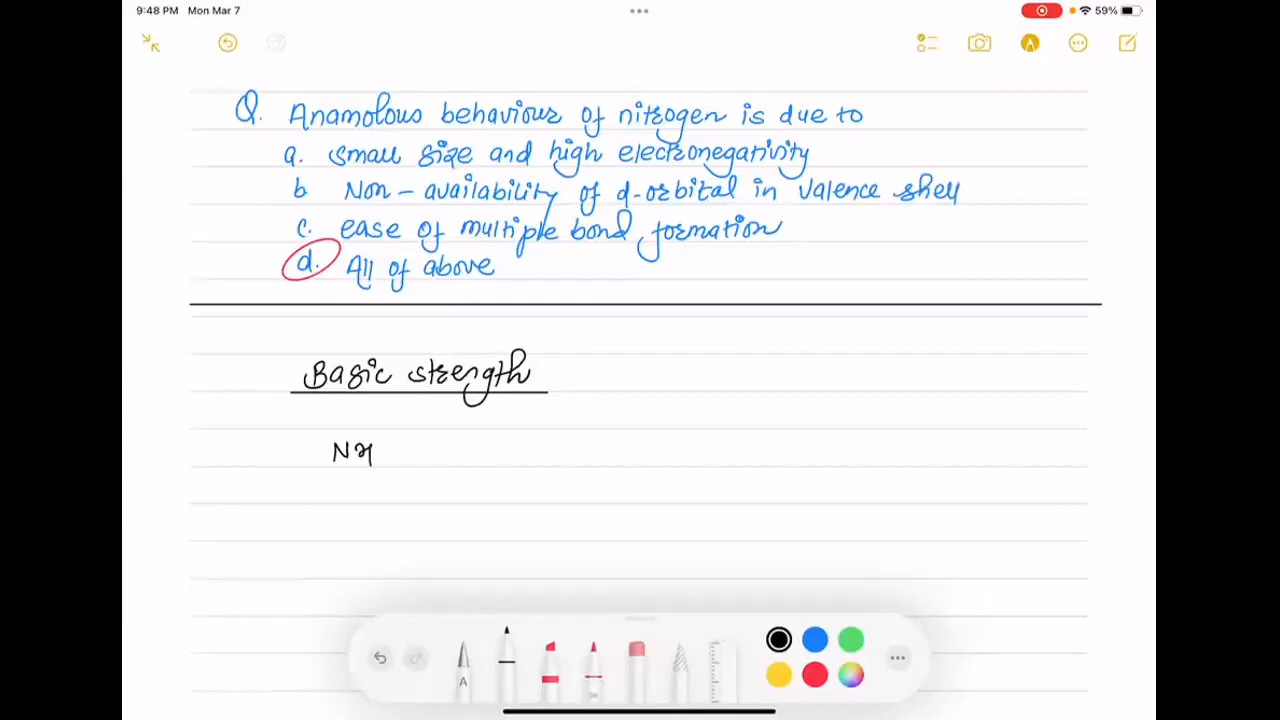 9:48 PM Mon Mar 7
59%
Q. Anamolous behaviour of nitrogen is due to
a. small size and high electronegativity
b Non - availability of d-orbital in valence shell
c. ease of multiple bond formation
d. All of above
Basic strength
NH
A
50